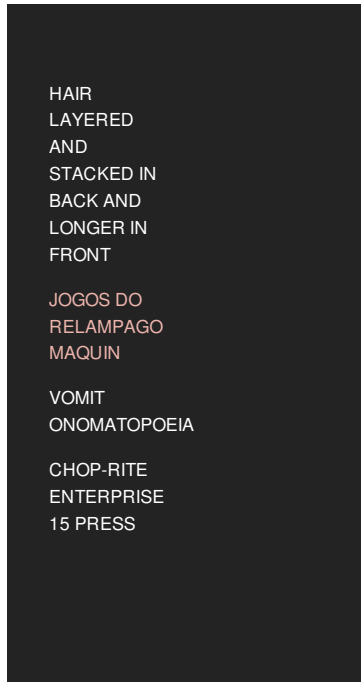 HAIR
LAYERED
AND
STACKED IN
BACK AND
LONGER IN
FRONT
JOGOS DO
RELAMPAGO
MAQUIN
VOMIT
ONOMATOPOEIA
CHOP-RITE
ENTERPRISE
15 PRESS